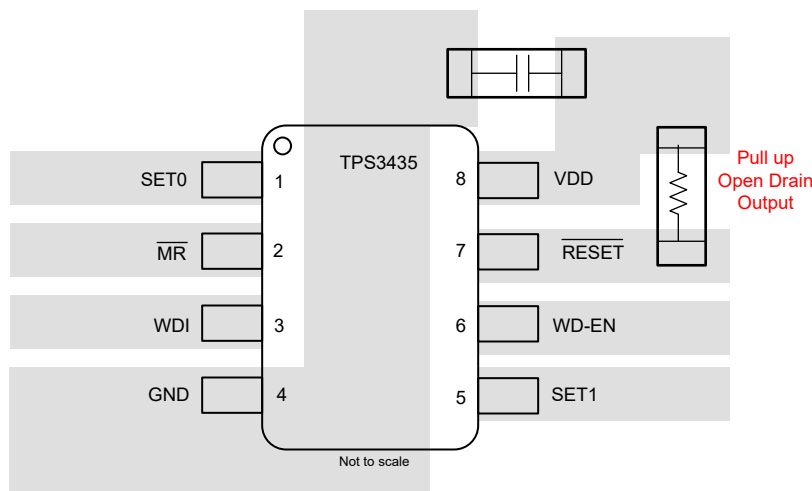 TPS3435
SET0 1
8 VDD
Pull up
Open Drain
Output
MR 2
7 RESET
WDI 3
6 WD-EN
GND 4
5 SET1
Not to scale